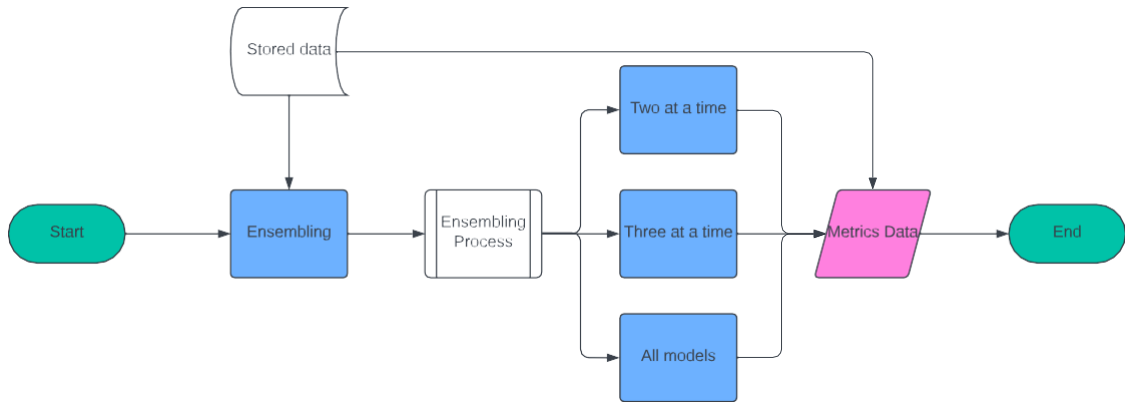 Stored data
Two at a time
Start
Ensembling
Ensembling
Process
Three at a time
Metrics Data
End
All models